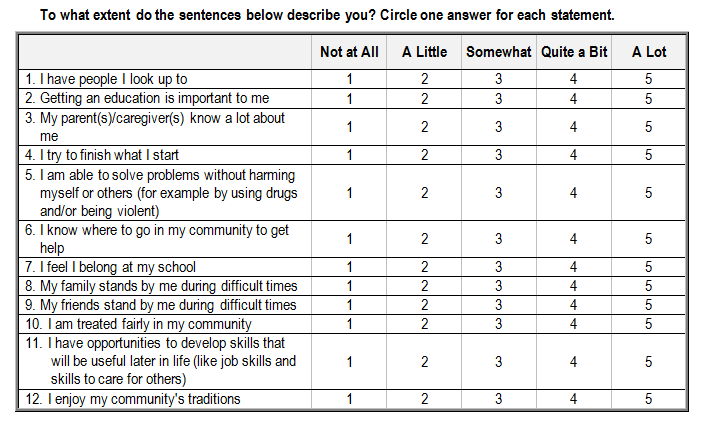 To what extent do the sentences below describe you? Circle one answer for each statement.
Not at All A Little Somewhat Quite a Bit A Lot
1. I have people I look up to 1 2 3 4 5
2. Getting an education is important to me 1 2 3 4 5
3. My parent(s)/caregiver(s) know a lot about
me 1 2 3 4 5
4. I try to finish what I start 1 2 3 4 5
5. I am able to solve problems without harming
myself or others (for example by using drugs
and/or being violent) 1 2 3 4 5
6. I know where to go in my community to get
help 1 2 3 4 5
7. I feel I belong at my school 1 2 3 4 5
8. My family stands by me during difficult times 1 2 3 4 5
9. My friends stand by me during difficult times 1 2 3 4 5
10. I am treated fairly in my community 1 2 3 4 5
11. I have opportunities to develop skills that
will be useful later in life (like job skills and
skills to care for others) 1 2 3 4 5
12. I enjoy my community's traditions 1 2 3 4 5